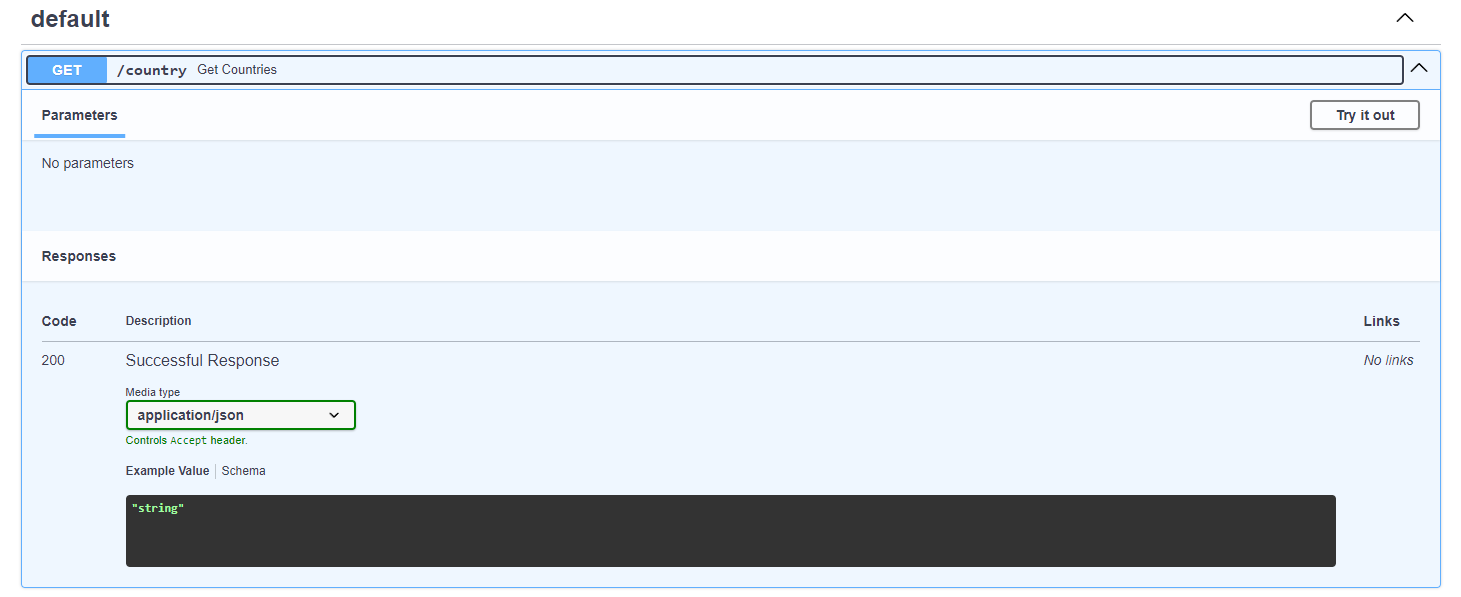 default
GET /country Get Countries
Parameters Try it out
No parameters
Responses
Code Description Links
200 Successful Response No links
Media type
application/json
Controls Accept header.
Example Value Schema
"string"